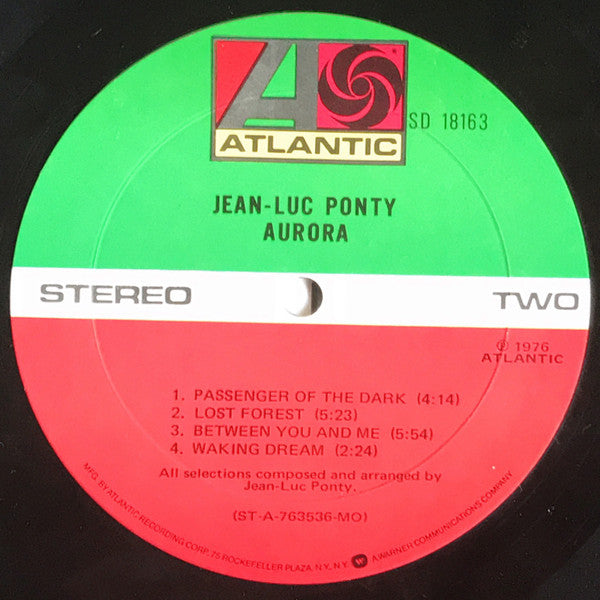 A
ATLANTIC
SD 18163
JEAN-LUC PONTY
AURORA
STEREO
TWO
℗ 1976
ATLANTIC
1. PASSENGER OF THE DARK (4:14)
2. LOST FOREST (5:23)
3. BETWEEN YOU AND ME (5:54)
4. WAKING DREAM (2:24)
All selections composed and arranged by
Jean-Luc Ponty.
(ST-A-763536-MO)
MFG. BY ATLANTIC RECORDING CORP., 75 ROCKEFELLER PLAZA, N.Y., N.Y. W A WARNER COMMUNICATIONS COMPANY